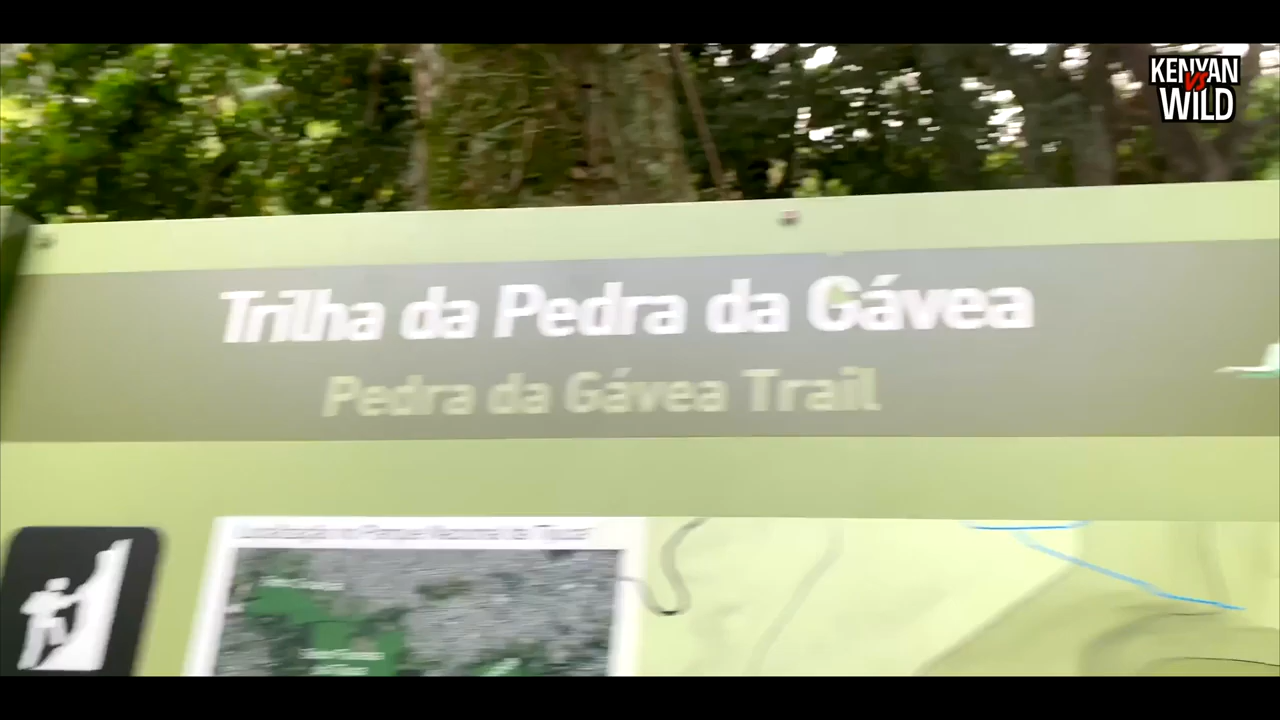 KENYAN
VS
WILD
Trilha da Pedra da Gávea
Pedra da Gávea Trail